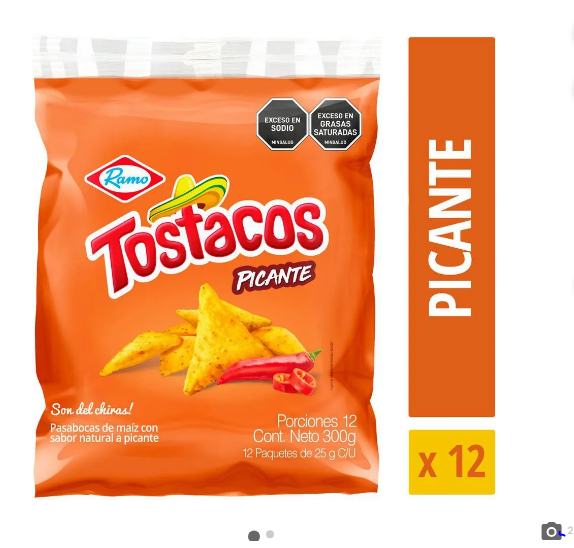 EXCESO EN
SODIO
MINSALUD
EXCESO EN
GRASAS
SATURADAS
MINSALUD
Ramo
Tostacos
PICANTE
Son del chiras!
Pasabocas de maíz con
sabor natural a picante
Porciones 12
Cont. Neto 300g
12 Paquetes de 25 g C/U
PICANTE
x 12
2